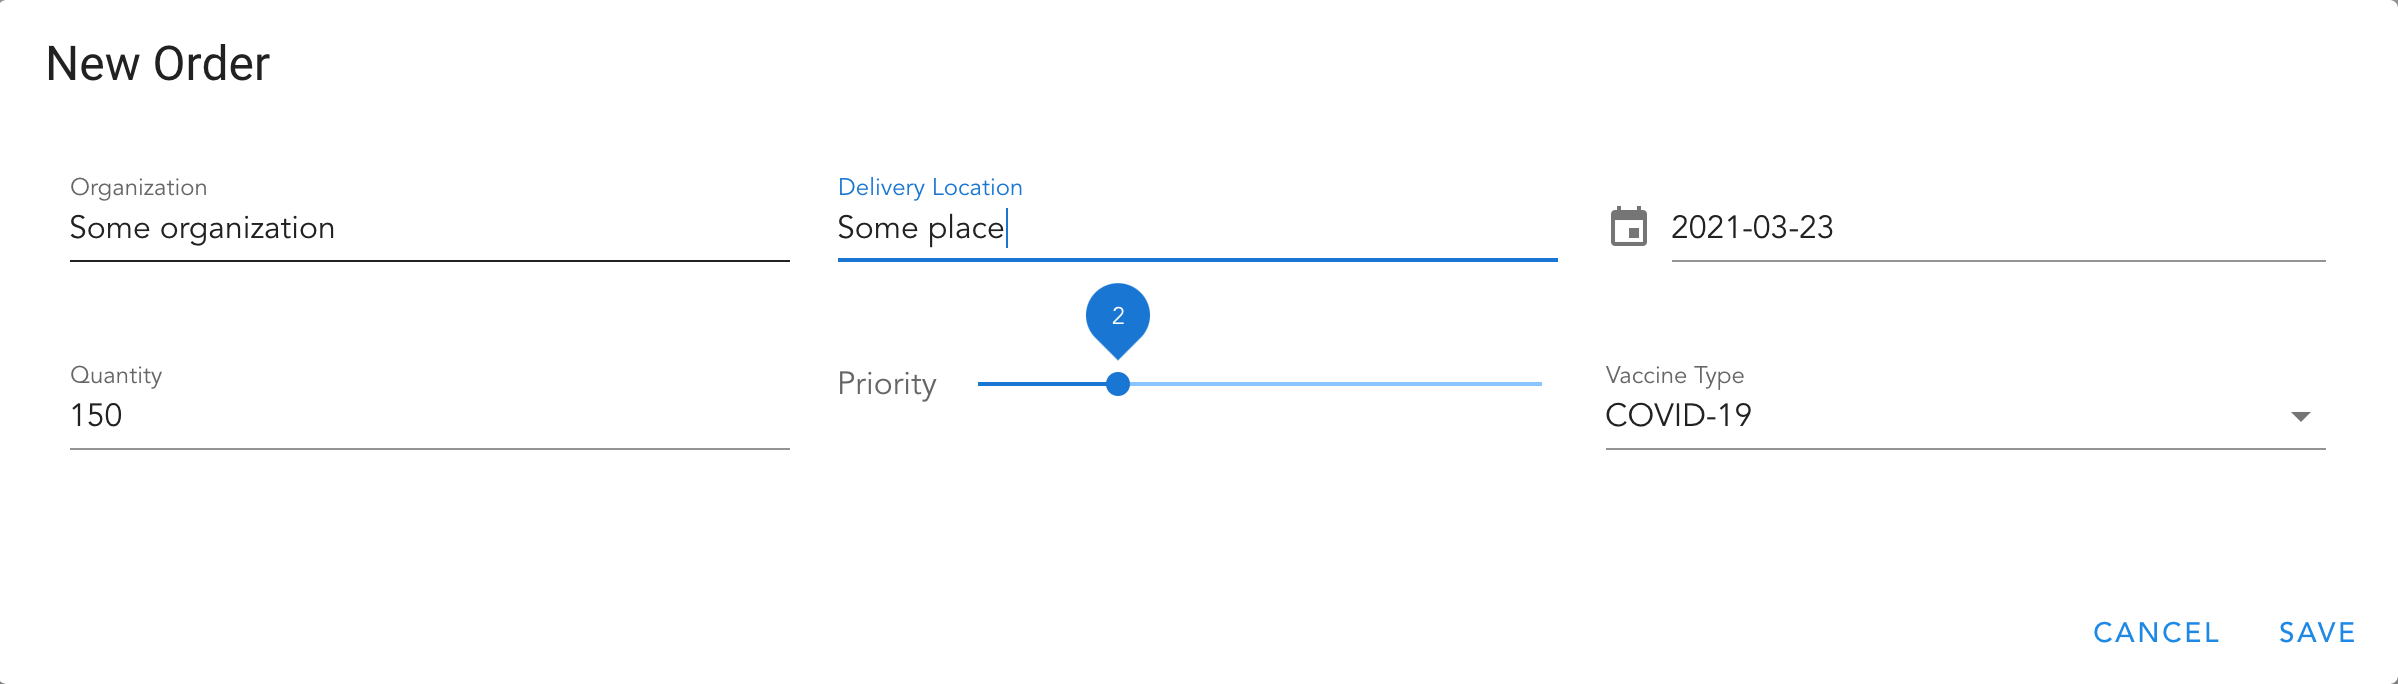 New Order
Organization
Some organization
Delivery Location
Some place
2021-03-23
Quantity
150
Priority
2
Vaccine Type
COVID-19
CANCEL
SAVE